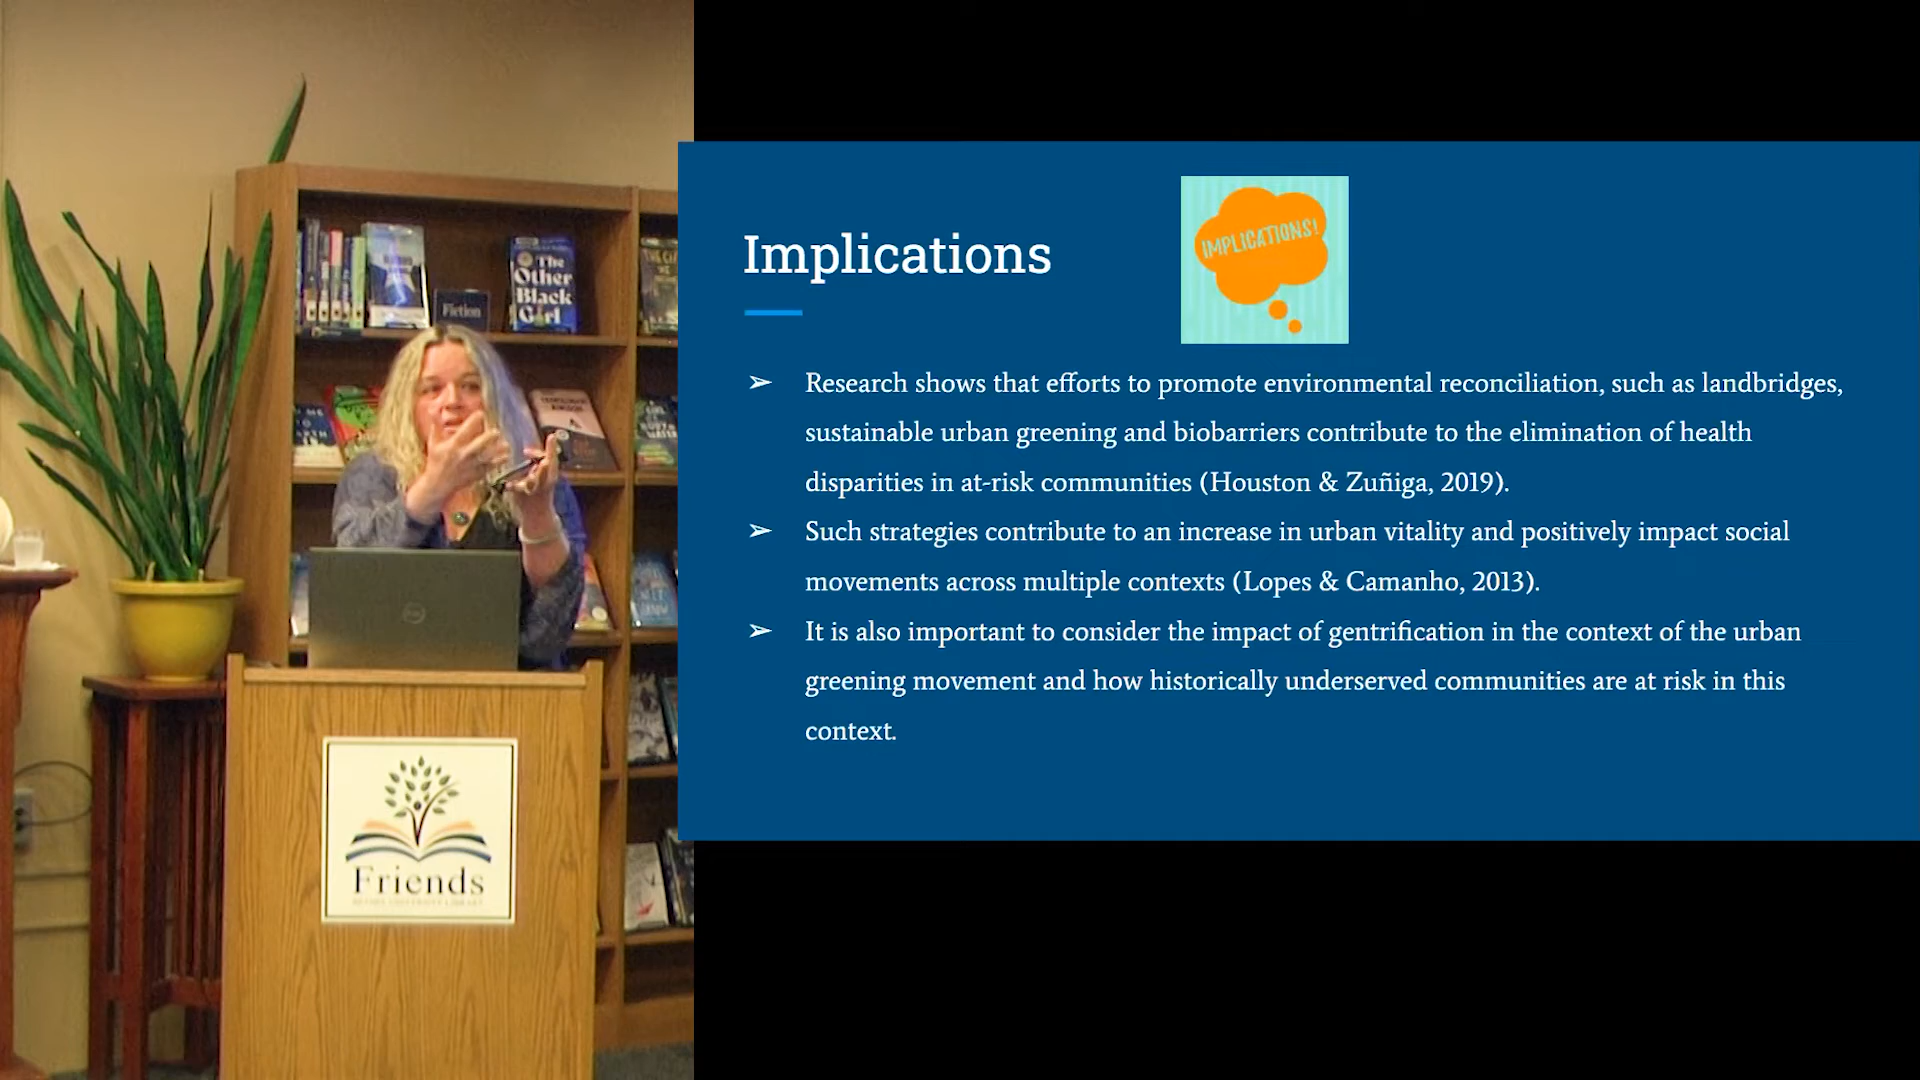 The
Other
Black
Girl
Fiction
Friends
Implications
IMPLICATIONS!
➢ Research shows that efforts to promote environmental reconciliation, such as landbridges,
sustainable urban greening and biobarriers contribute to the elimination of health
disparities in at-risk communities (Houston & Zuñiga, 2019).
➢ Such strategies contribute to an increase in urban vitality and positively impact social
movements across multiple contexts (Lopes & Camanho, 2013).
➢ It is also important to consider the impact of gentrification in the context of the urban
greening movement and how historically underserved communities are at risk in this
context.